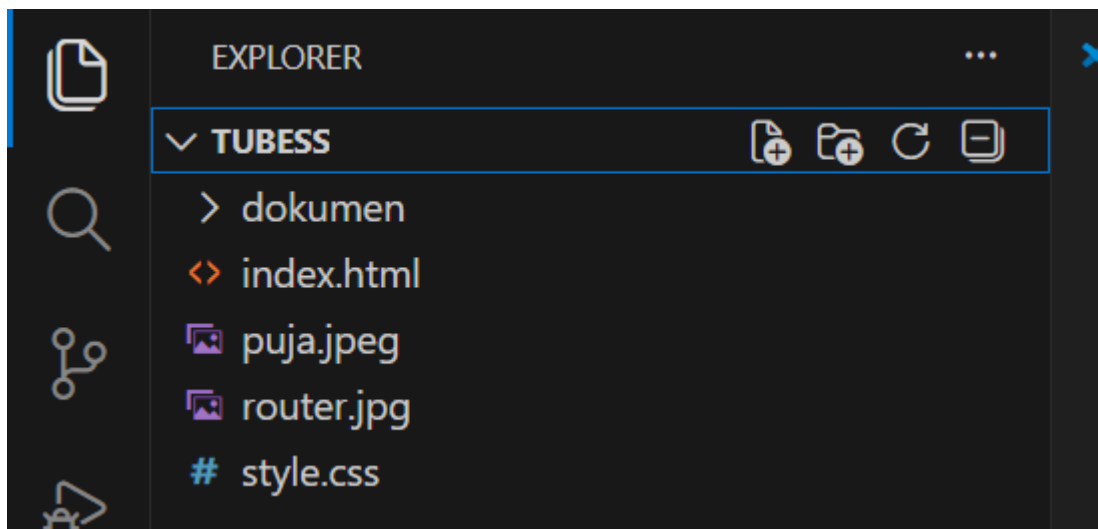 EXPLORER
TUBESS
dokumen
index.html
puja.jpeg
router.jpg
style.css